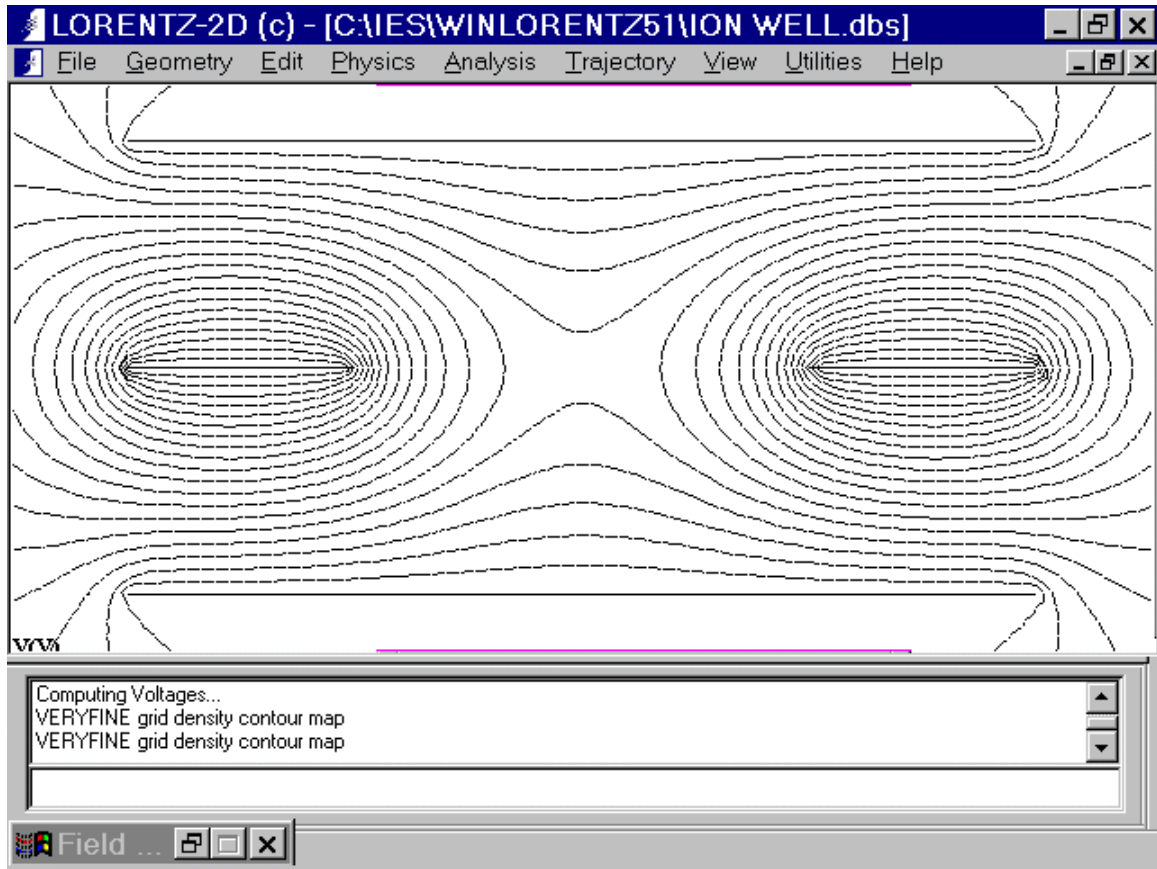 LORENTZ-2D (c) - [C:\IES\WINLORENTZ51\ION WELL.dbs]
File Geometry Edit Physics Analysis Trajectory View Utilities Help
Computing Voltages...
VERYFINE grid density contour map
VERYFINE grid density contour map
Field ...